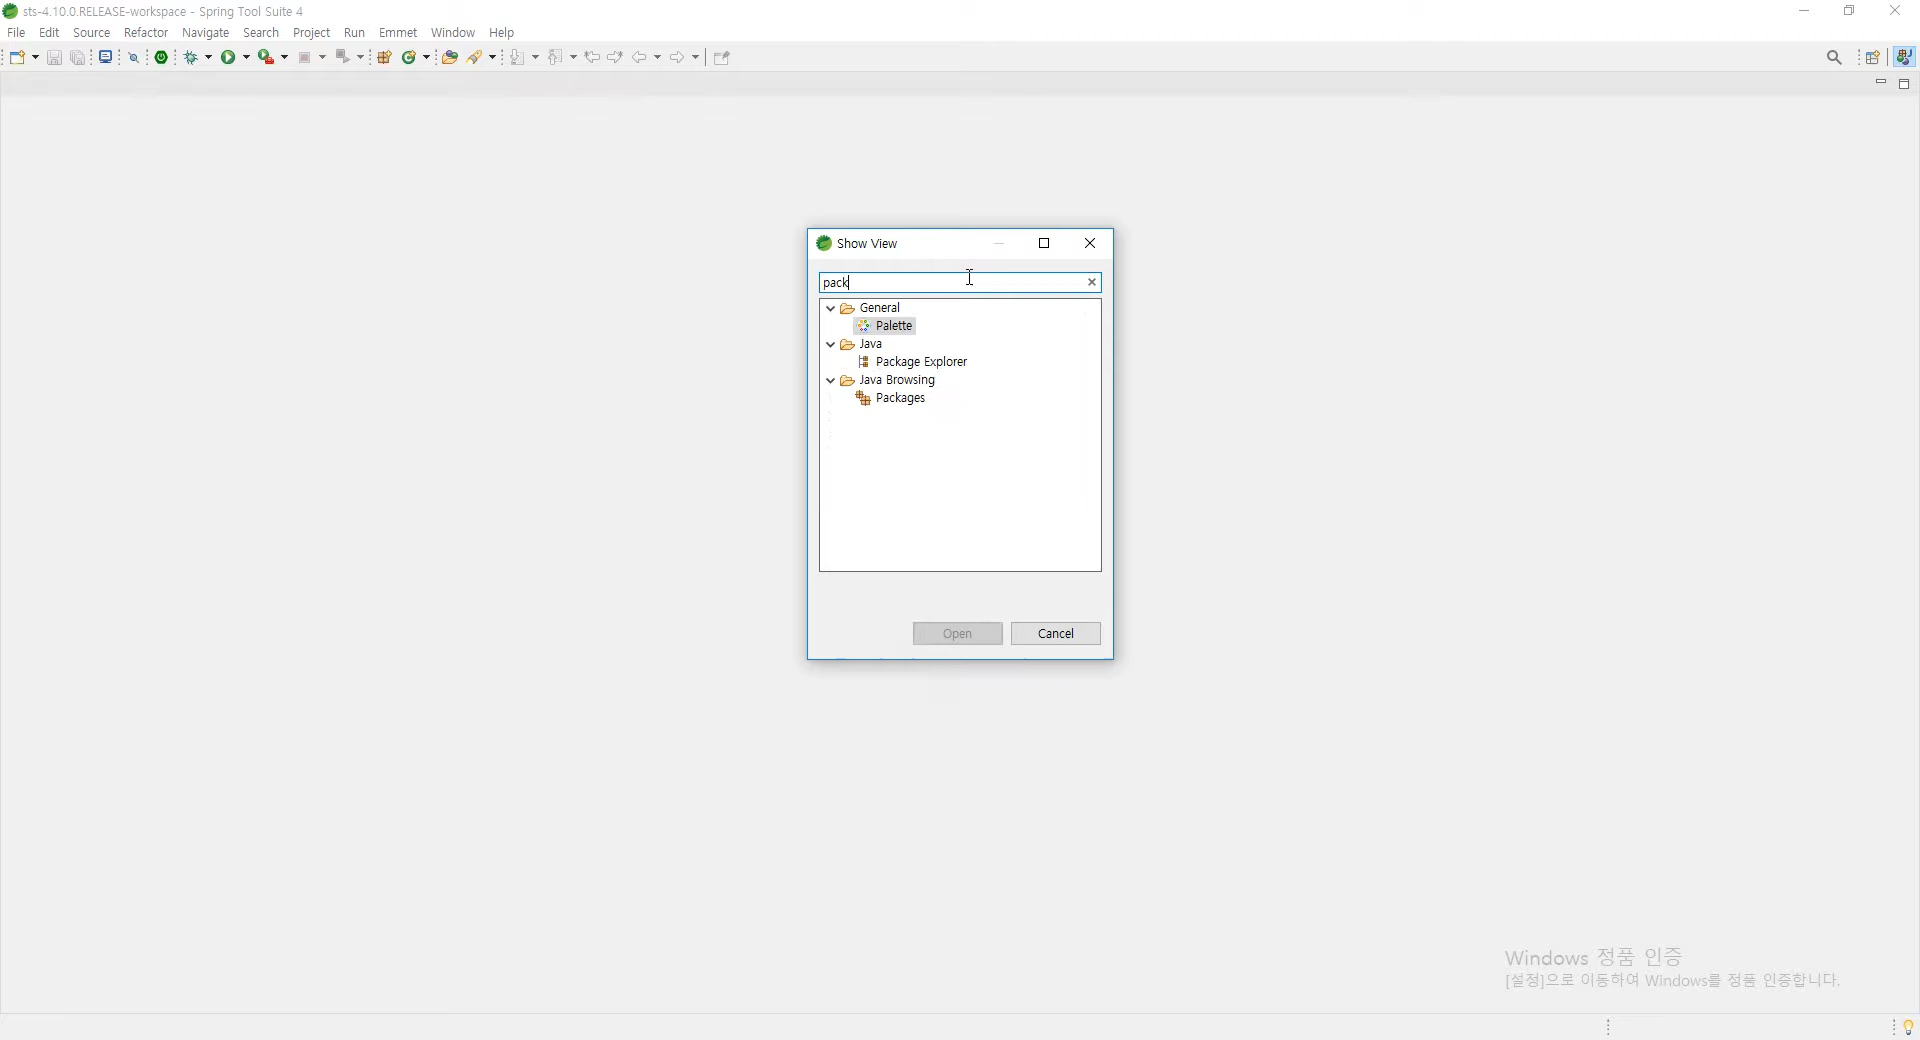 sts-4.10.0.RELEASE-workspace - Spring Tool Suite 4
File Edit Source Refactor Navigate Search Project Run Emmet Window Help
Show View
pack
General
Palette
Java
Package Explorer
Java Browsing
Packages
Open Cancel
Windows 정품 인증
[설정]으로 이동하여 Windows를 정품 인증합니다.